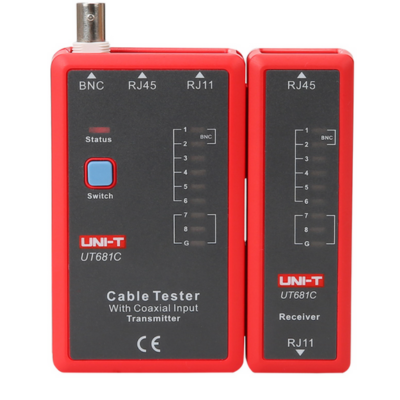 BNC RJ45 RJ11
Status
Switch
1
2
BNC
3
4
5
6
7
8
G
UNI-T
UT681C
Cable Tester
With Coaxial Input
Transmitter
CE
RJ45
1
2
BNC
3
4
5
6
7
8
G
UNI-T
UT681C
Receiver
RJ11